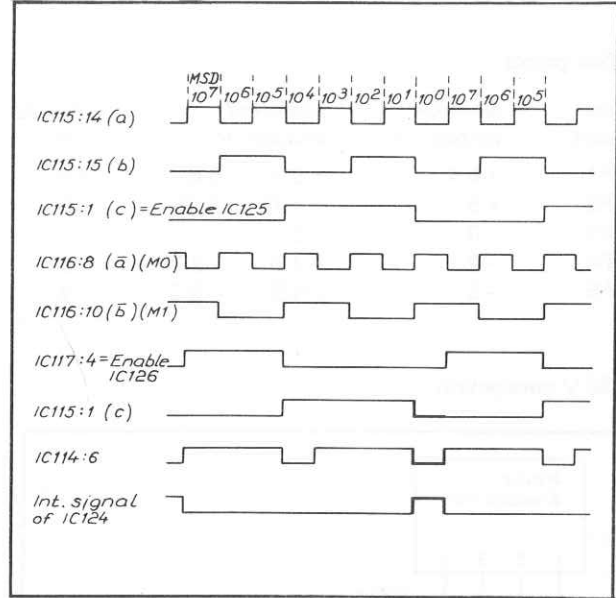 MSD
10⁷ 10⁶ 10⁵ 10⁴ 10³ 10² 10¹ 10⁰ 10⁷ 10⁶ 10⁵
IC115:14 (a)
IC115:15 (b)
IC115:1 (c)=Enable IC125
IC116:8 (a̅)(M0)
IC116:10(b̅)(M1)
IC117:4=Enable
IC126
IC115:1 (c)
IC114:6
Int. signal
of IC124